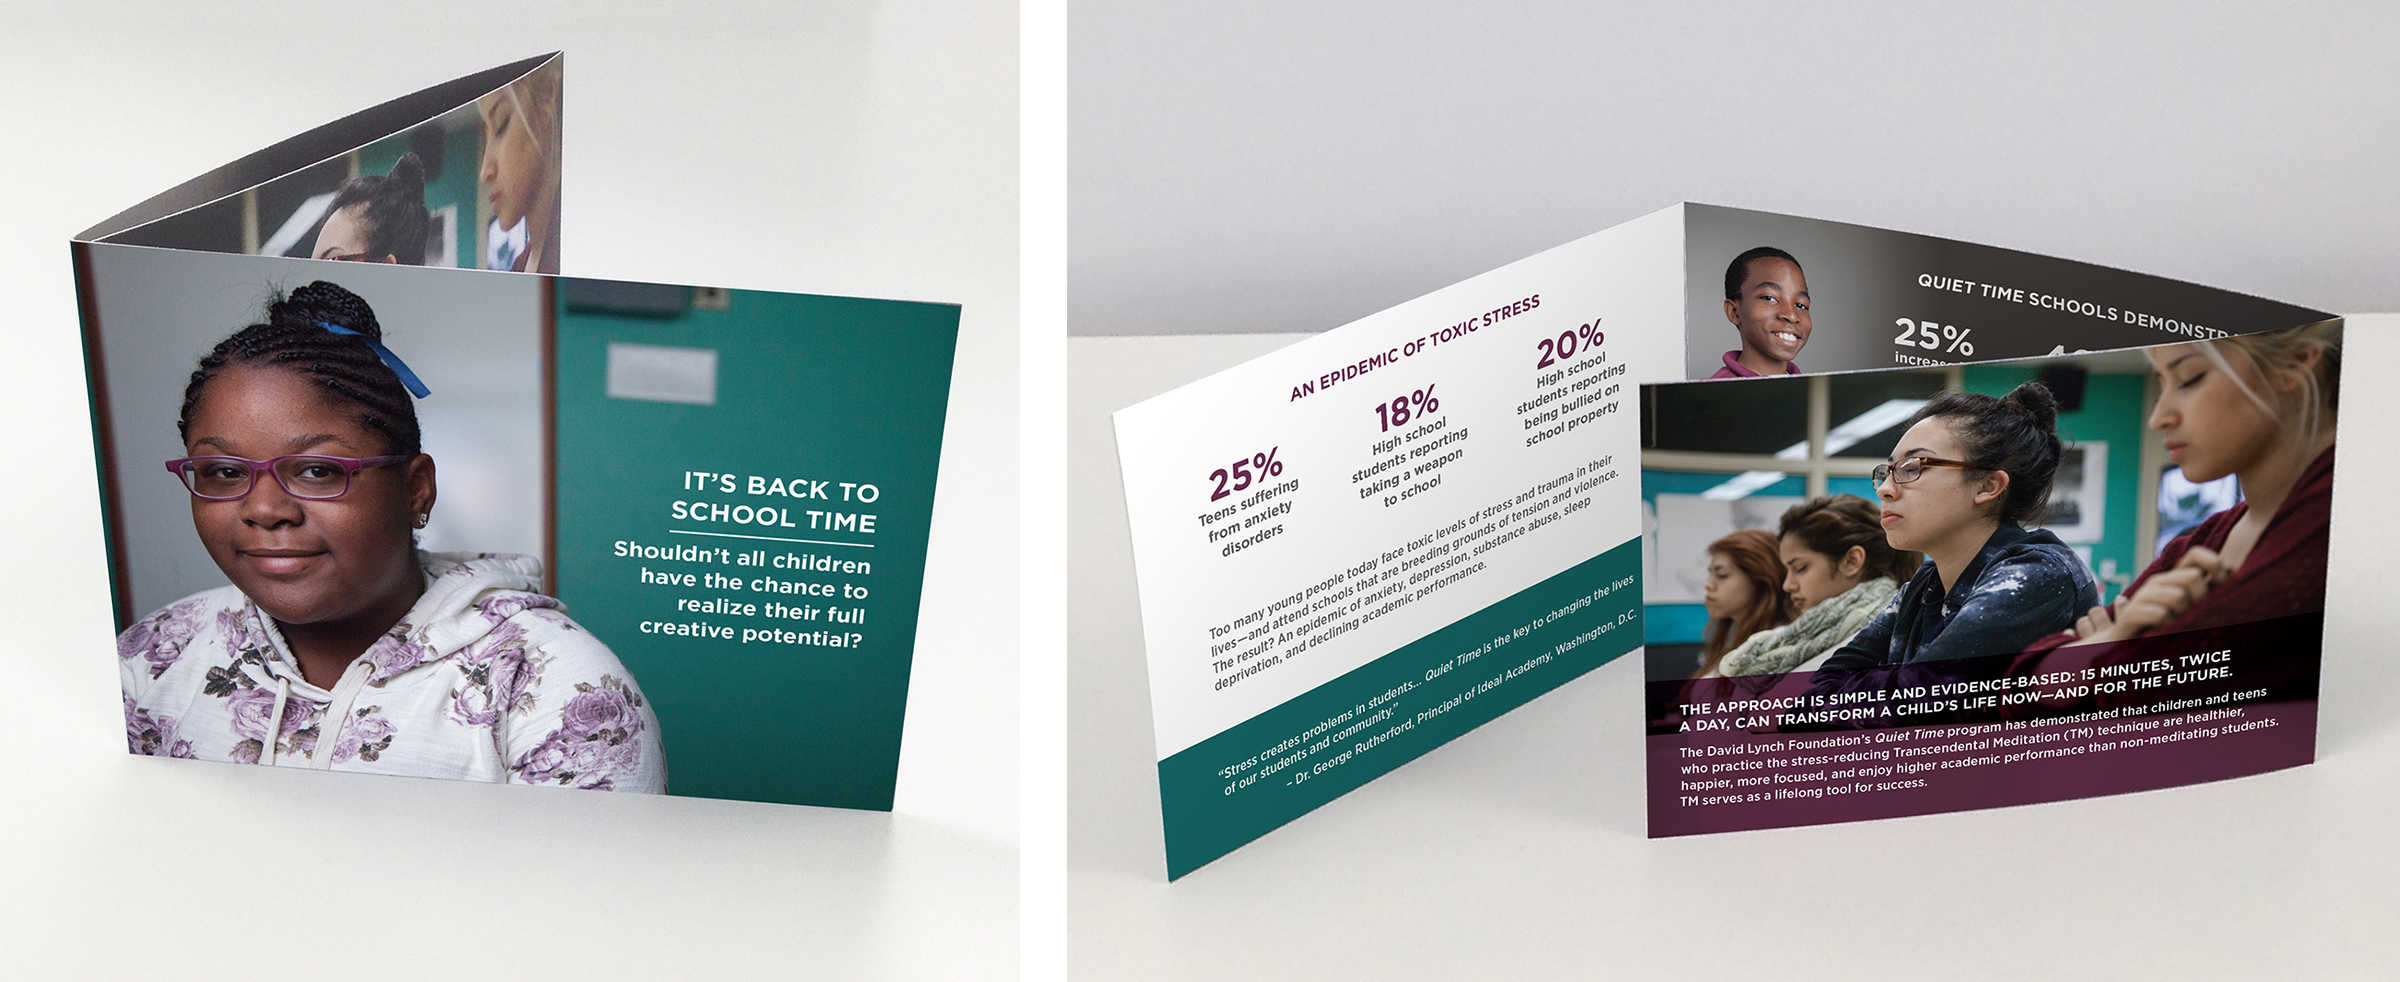 IT'S BACK TO
SCHOOL TIME
Shouldn't all children
have the chance to
realize their full
creative potential?
AN EPIDEMIC OF TOXIC STRESS
25%
Teens suffering
from anxiety
disorders
18%
High school
students reporting
taking a weapon
to school
20%
High school
students reporting
being bullied on
school property
Too many young people today face toxic levels of stress and trauma in their
lives—and attend schools that are breeding grounds of tension and violence.
The result? An epidemic of anxiety, depression, substance abuse, sleep
deprivation, and declining academic performance.
“Stress creates problems in students... Quiet Time is the key to changing the lives
of our students and community.”
– Dr. George Rutherford, Principal of Ideal Academy, Washington, D.C.
QUIET TIME SCHOOLS
25%
THE APPROACH IS SIMPLE AND EVIDENCE-BASED: 15 MINUTES, TWICE
A DAY, CAN TRANSFORM A CHILD'S LIFE NOW—AND FOR THE FUTURE.
The David Lynch Foundation's Quiet Time program has demonstrated that children and teens
who practice the stress-reducing Transcendental Meditation (TM) technique are healthier,
happier, more focused, and enjoy higher academic performance than non-meditating students.
TM serves as a lifelong tool for success.